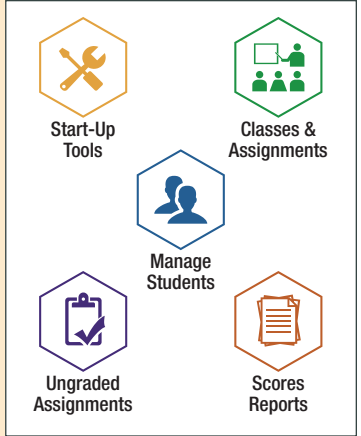 Start-Up
Tools
Classes &
Assignments
Manage
Students
Ungraded
Assignments
Scores
Reports